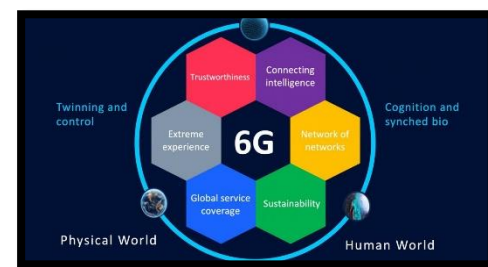 Trustworthiness
Connecting
intelligence
Twinning and
control
Cognition and
synched bio
Extreme
experience
6G
Network of
networks
Global service
coverage
Sustainability
Physical World
Human World